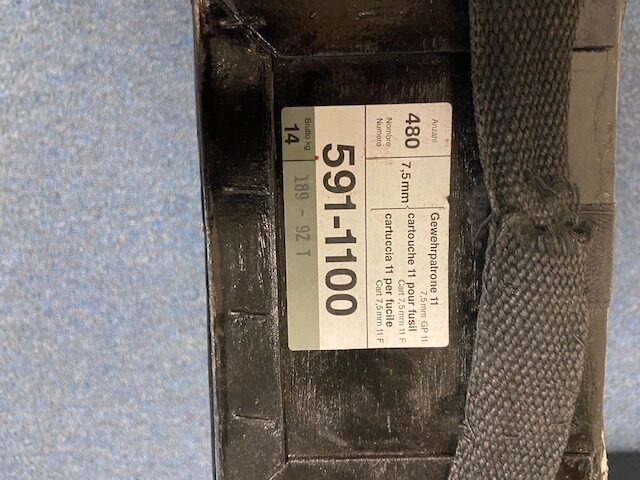 Anzahl
Nombre
Numero
480
7,5mm
Gewehrpatrone 11
7,5mm GP 11
cartouche 11 pour fusil
Cart 7,5mm 11 F
cartuccia 11 per fucile
Cart 7,5mm 11 F
591-1100
Brutto kg
14
189 - 92 T